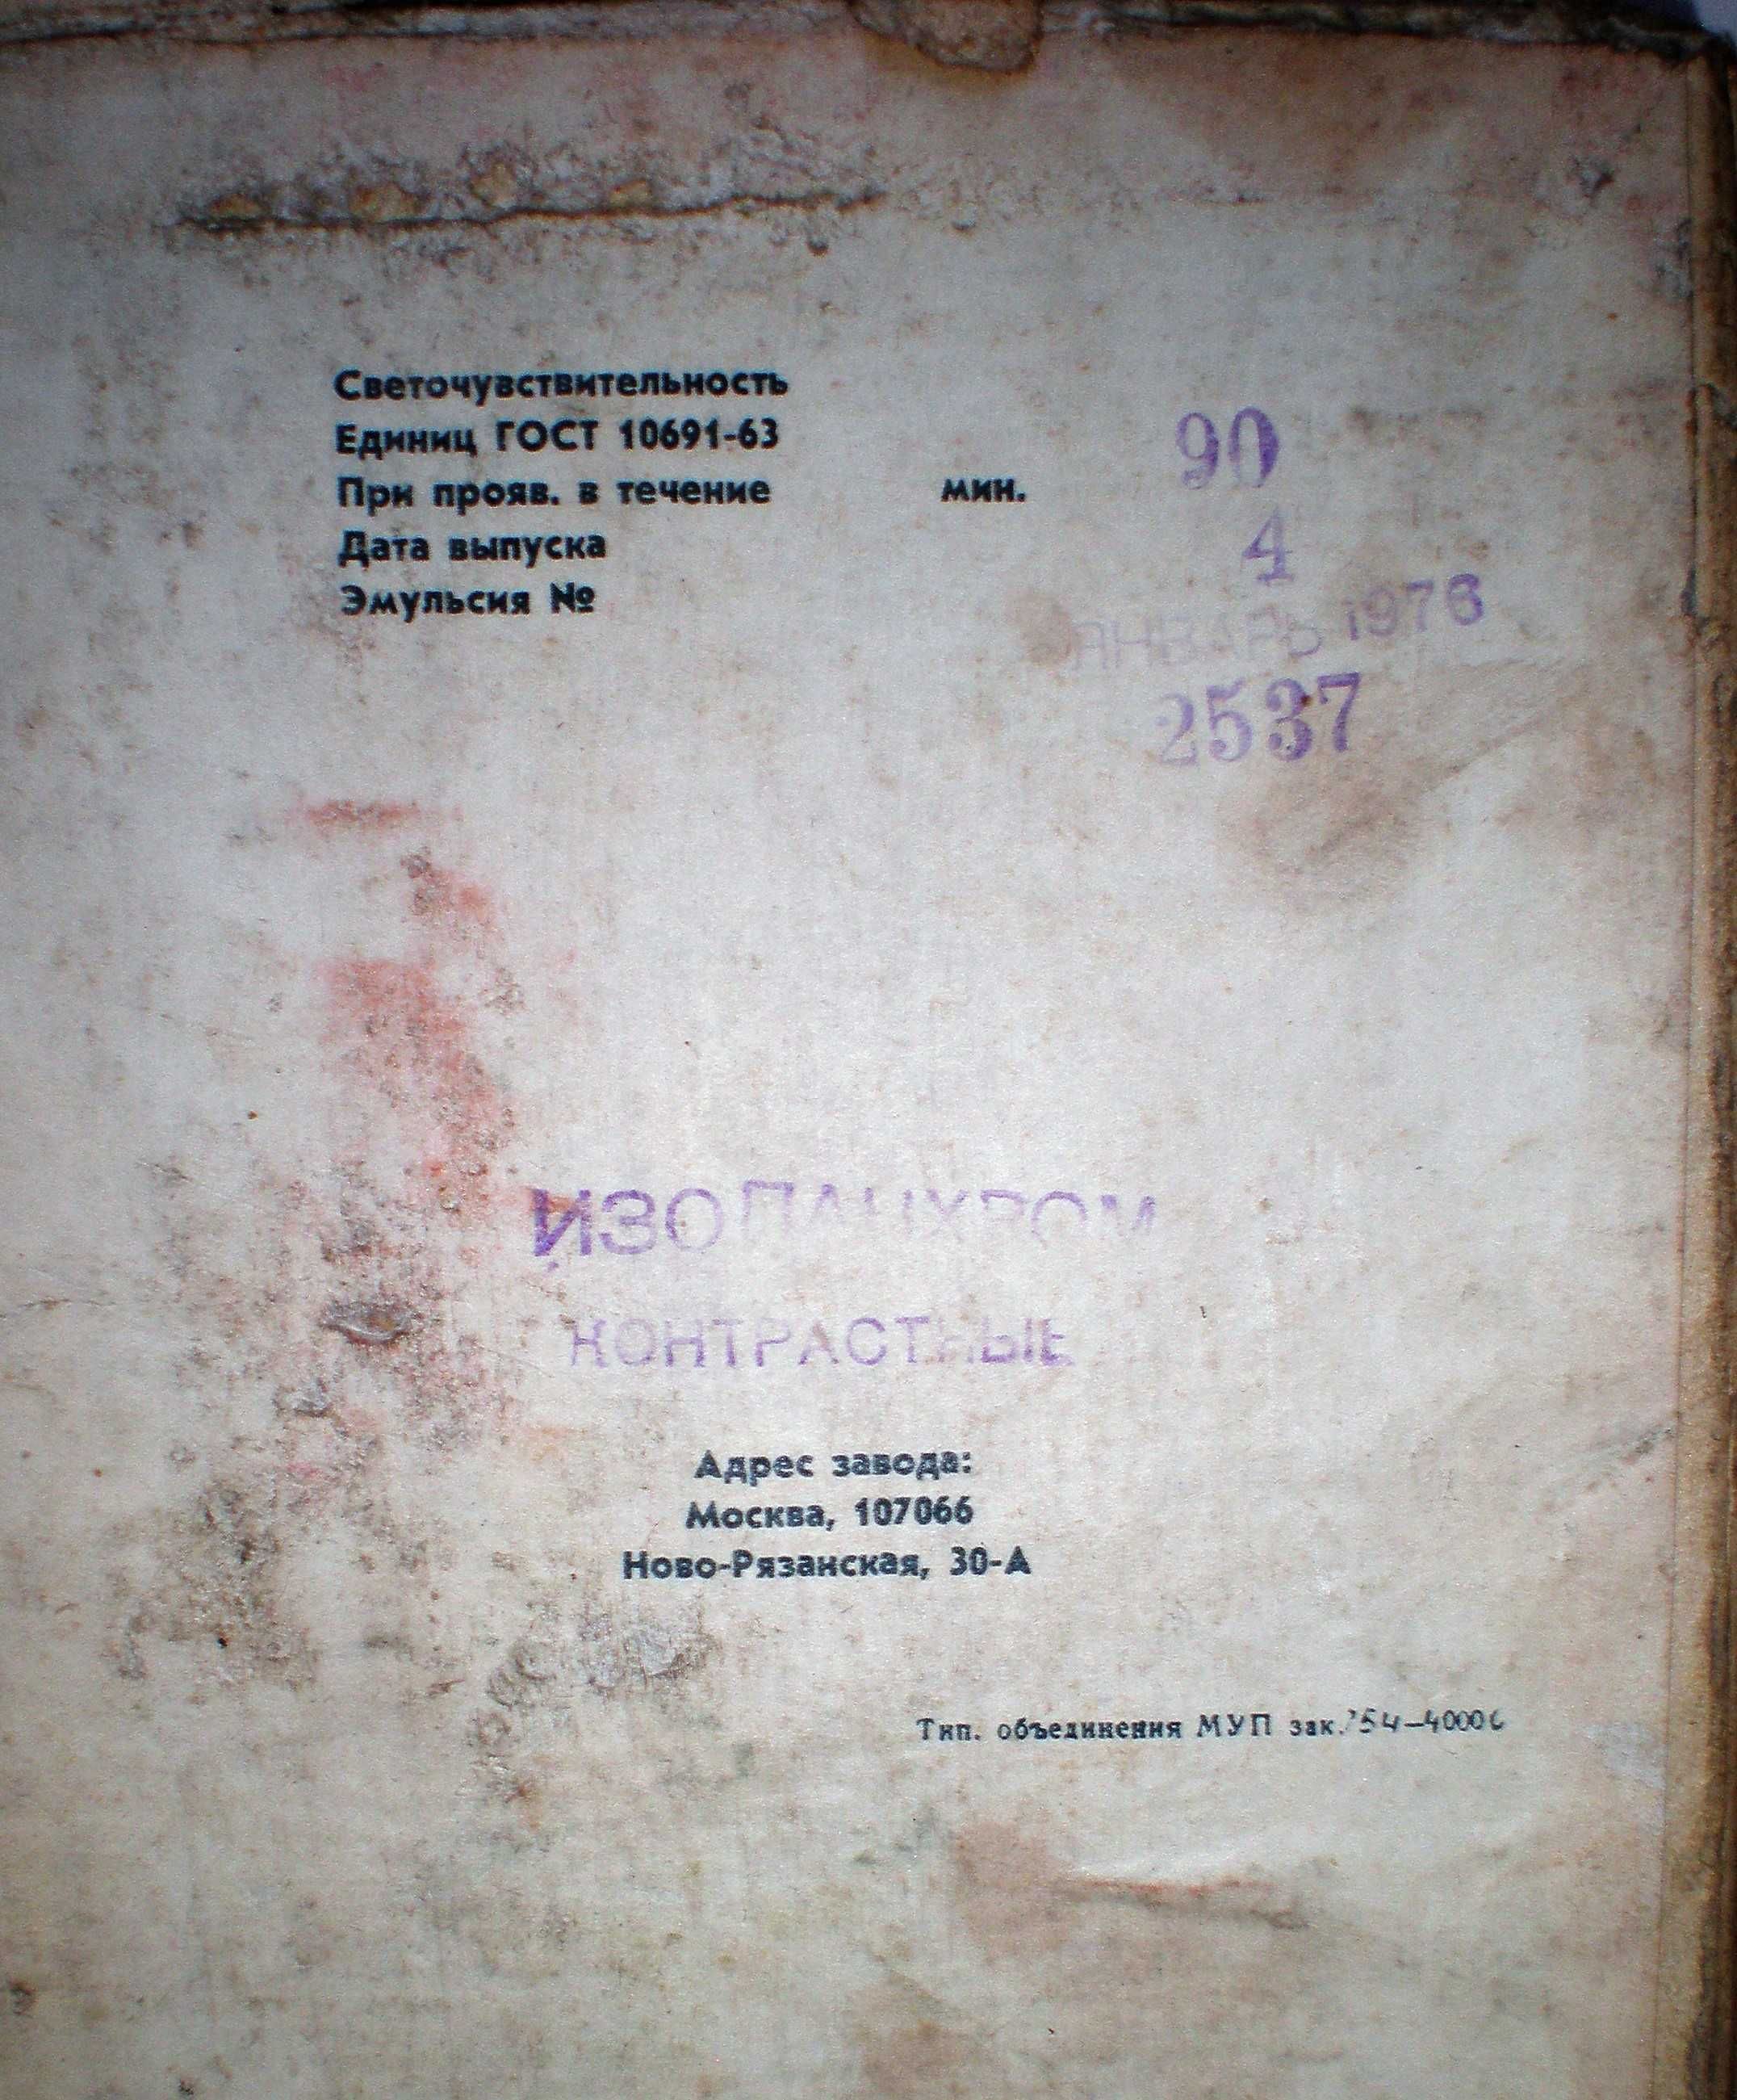 Светочувствительность
Единиц ГОСТ 10691-63 90
При прояв. в течение мин. 4
Дата выпуска ЯНВАРЬ 1976
Эмульсия № 2537
ИЗОПАНХРОМ
КОНТРАСТНЫЕ
Адрес завода:
Москва, 107066
Ново-Рязанская, 30-А
Тип. объединения МУП зак.